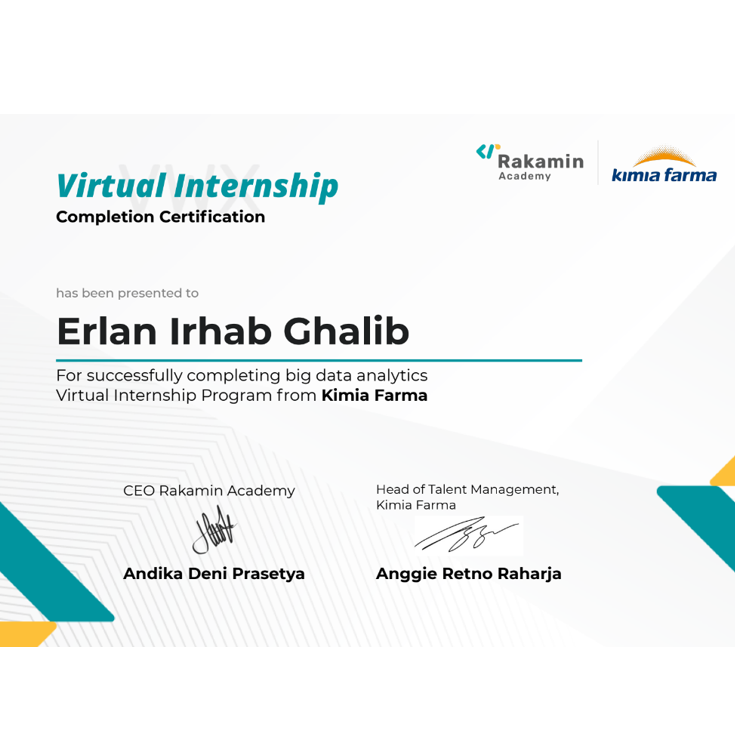 Rakamin
Academy
kimia farma
Virtual Internship
Completion Certification
has been presented to
Erlan Irhab Ghalib
For successfully completing big data analytics
Virtual Internship Program from Kimia Farma
CEO Rakamin Academy
Andika Deni Prasetya
Head of Talent Management,
Kimia Farma
Anggie Retno Raharja